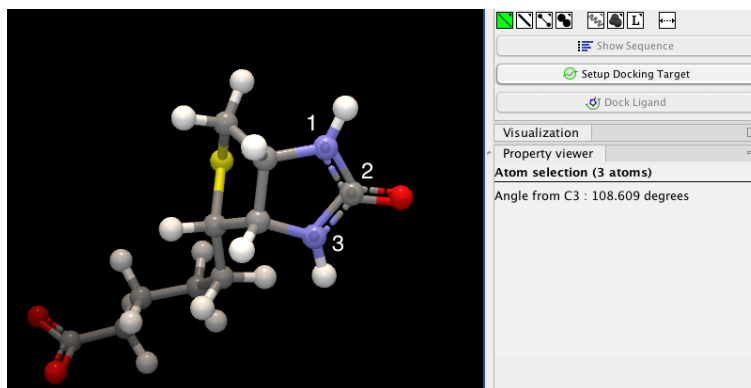 L
Show Sequence
Setup Docking Target
Dock Ligand
Visualization
Property viewer
Atom selection (3 atoms)
Angle from C3 : 108.609 degrees
1
2
3